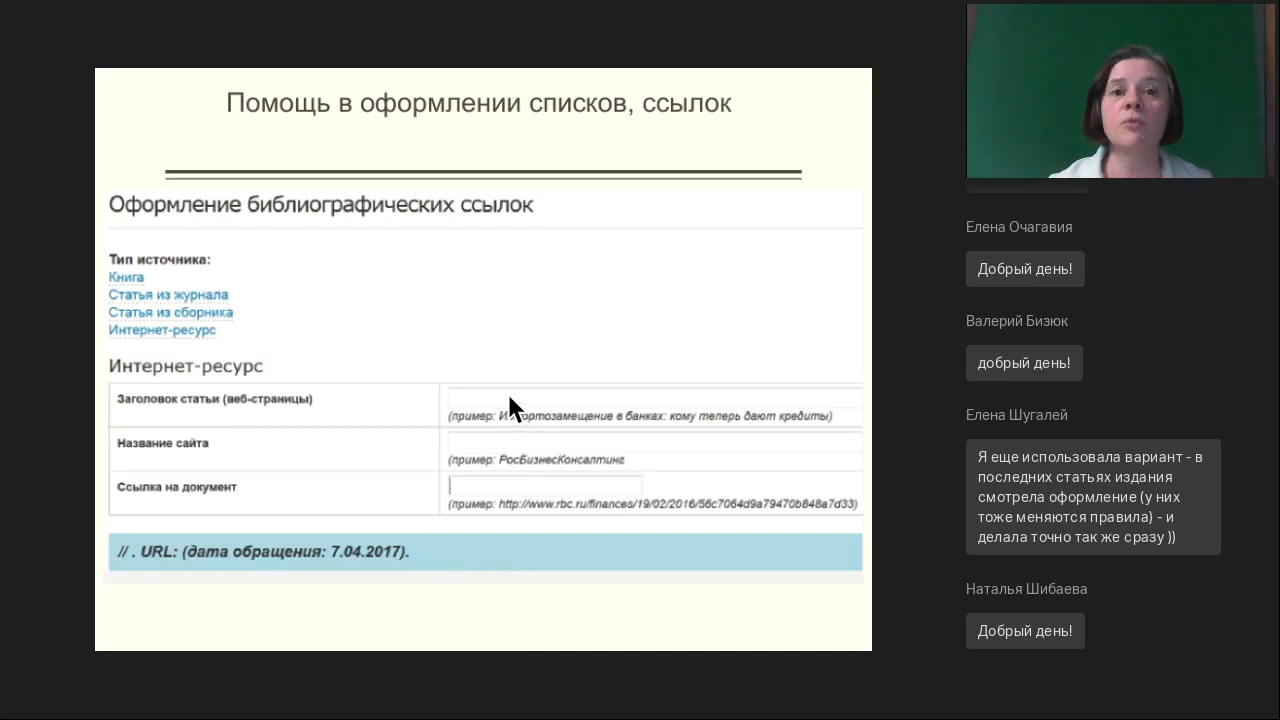 Помощь в оформлении списков, ссылок
Оформление библиографических ссылок
Тип источника:
Книга
Статья из журнала
Статья из сборника
Интернет-ресурс
Интернет-ресурс
Заголовок статьи (веб-страницы)
(пример: в банках: кому теперь дают кредиты)
Название сайта
(пример: РосБизнесКонсалтинг
Ссылка на документ
(пример: http://www.rbc.ru/finances/19/02/2016/56c7064d9a79470b848a7d33)
// . URL: (дата обращения: 7.04.2017).
Елена Очагавия
Добрый день!
Валерий Бизюк
добрый день!
Елена Шугалей
Я еще использовала вариант - в
последних статьях издания
смотрела оформление (у них
тоже меняются правила) - и
делала точно так же сразу ))
Наталья Шибаева
Добрый день!